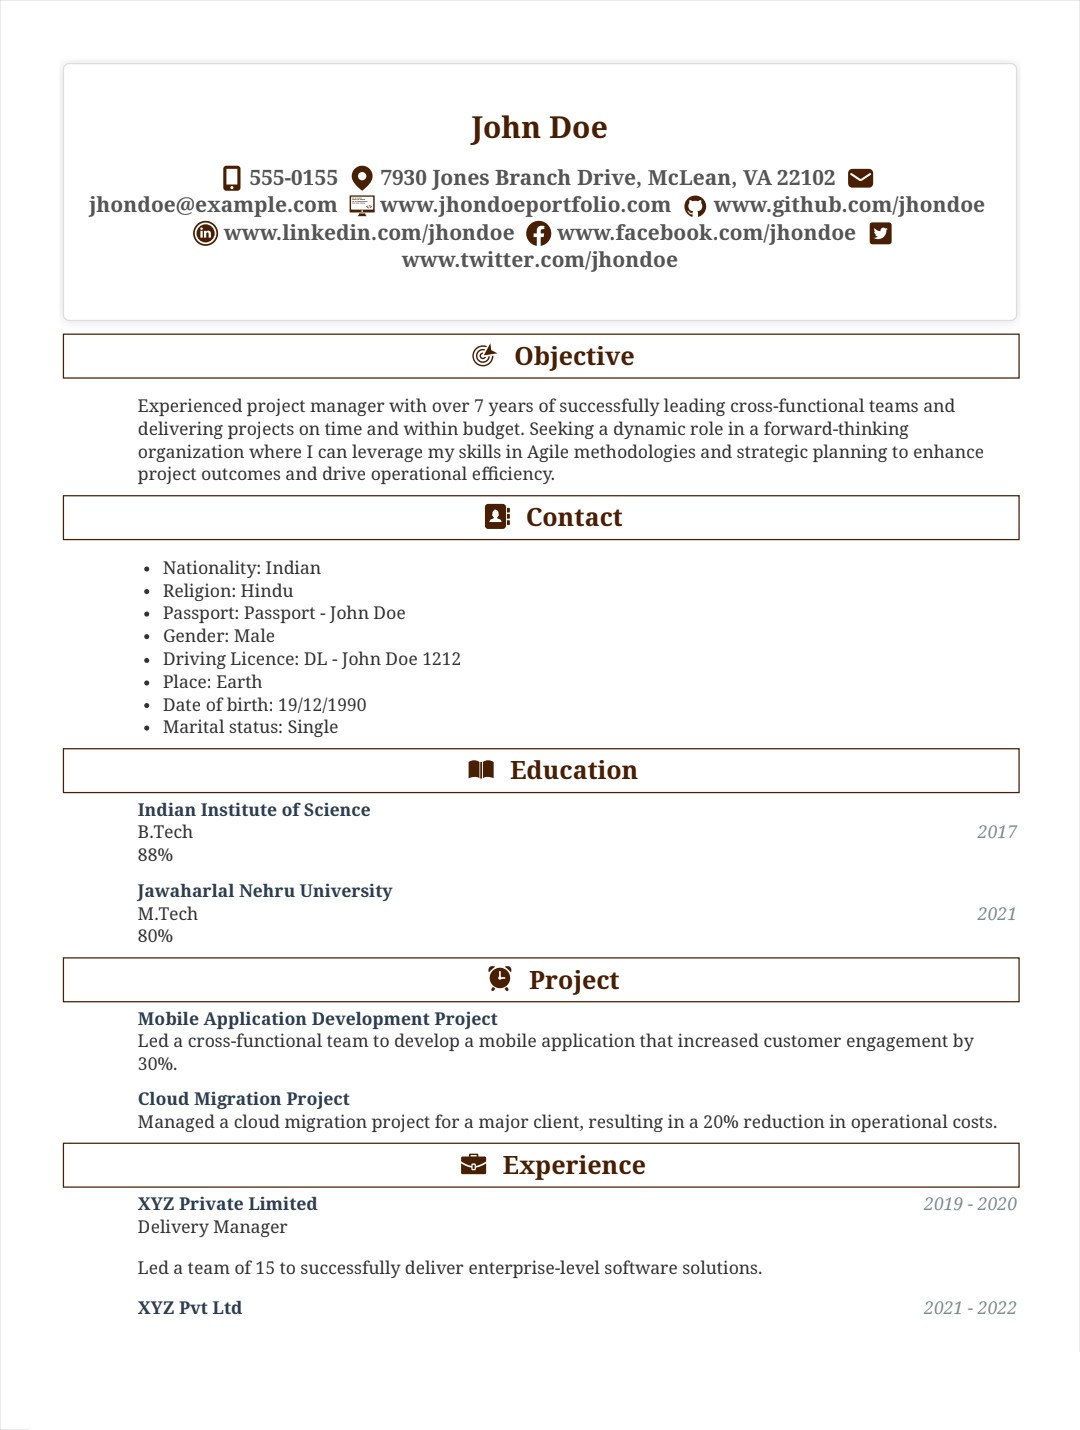 John Doe
555-0155 7930 Jones Branch Drive, McLean, VA 22102
jhondoe@example.com www.jhondoeportfolio.com www.github.com/jhondoe
www.linkedin.com/jhondoe www.facebook.com/jhondoe
www.twitter.com/jhondoe
Objective
Experienced project manager with over 7 years of successfully leading cross-functional teams and
delivering projects on time and within budget. Seeking a dynamic role in a forward-thinking
organization where I can leverage my skills in Agile methodologies and strategic planning to enhance
project outcomes and drive operational efficiency.
Contact
• Nationality: Indian
• Religion: Hindu
• Passport: Passport - John Doe
• Gender: Male
• Driving Licence: DL - John Doe 1212
• Place: Earth
• Date of birth: 19/12/1990
• Marital status: Single
Education
Indian Institute of Science
B.Tech 2017
88%
Jawaharlal Nehru University
M.Tech 2021
80%
Project
Mobile Application Development Project
Led a cross-functional team to develop a mobile application that increased customer engagement by
30%.
Cloud Migration Project
Managed a cloud migration project for a major client, resulting in a 20% reduction in operational costs.
Experience
XYZ Private Limited 2019 - 2020
Delivery Manager
Led a team of 15 to successfully deliver enterprise-level software solutions.
XYZ Pvt Ltd 2021 - 2022